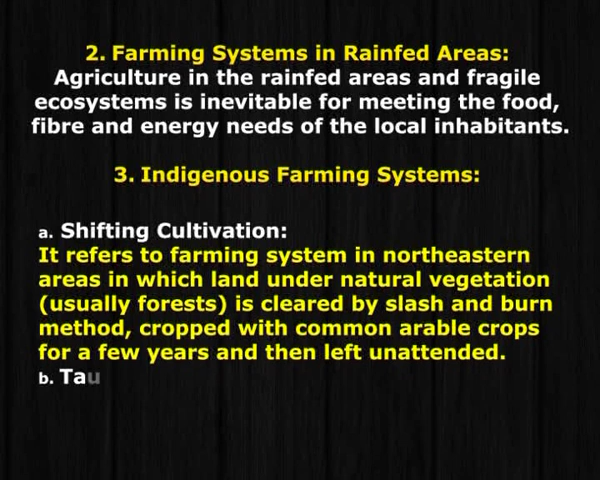 2. Farming Systems in Rainfed Areas:
Agriculture in the rainfed areas and fragile
ecosystems is inevitable for meeting the food,
fibre and energy needs of the local inhabitants.
3. Indigenous Farming Systems:
a. Shifting Cultivation:
It refers to farming system in northeastern
areas in which land under natural vegetation
(usually forests) is cleared by slash and burn
method, cropped with common arable crops
for a few years and then left unattended.
b. Tau